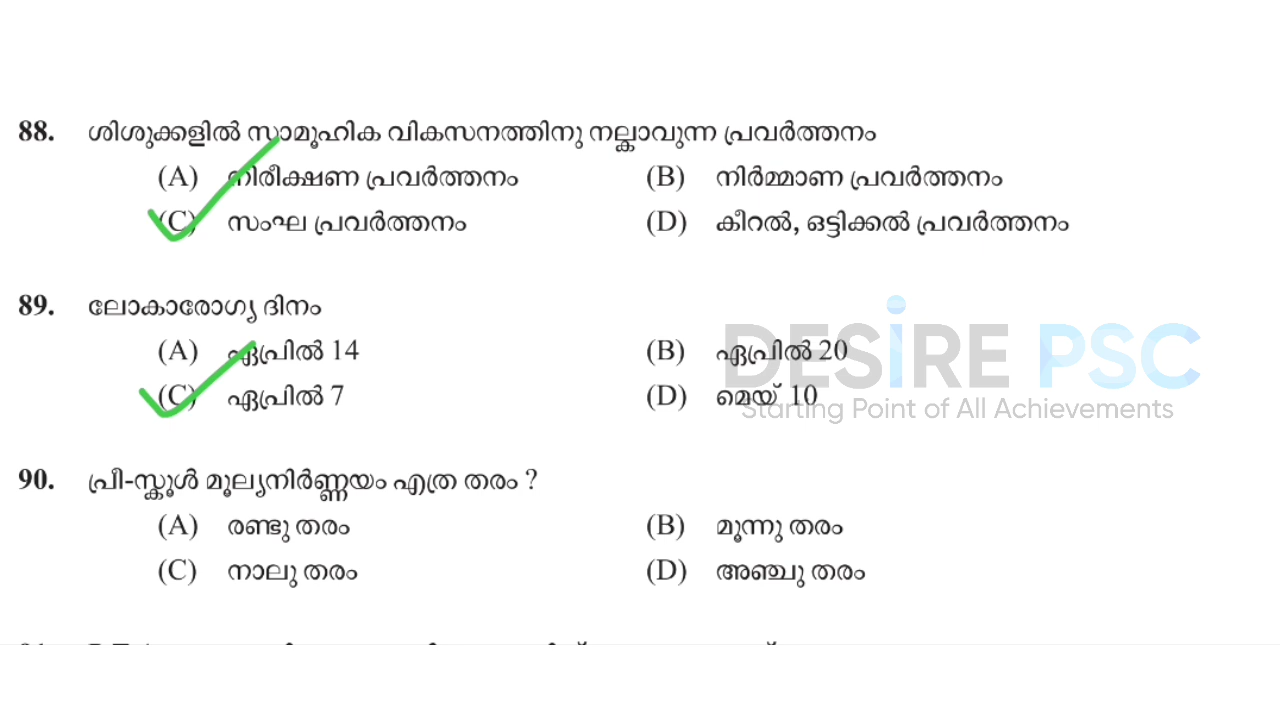 88. ശിശുക്കളിൽ സാമൂഹിക വികസനത്തിനു നല്കാവുന്ന പ്രവർത്തനം
(A) നിരീക്ഷണ പ്രവർത്തനം (B) നിർമ്മാണ പ്രവർത്തനം
(C) സംഘ പ്രവർത്തനം (D) കീറൽ, ഒട്ടിക്കൽ പ്രവർത്തനം
89. ലോകാരോഗ്യ ദിനം
(A) ഏപ്രിൽ 14 (B) ഏപ്രിൽ 20
(C) ഏപ്രിൽ 7 (D) മെയ് 10
DESIRE PSC
Starting Point of All Achievements
90. പ്രീ-സ്കൂൾ മൂല്യനിർണ്ണയം എത്ര തരം ?
(A) രണ്ടു തരം (B) മൂന്നു തരം
(C) നാലു തരം (D) അഞ്ചു തരം